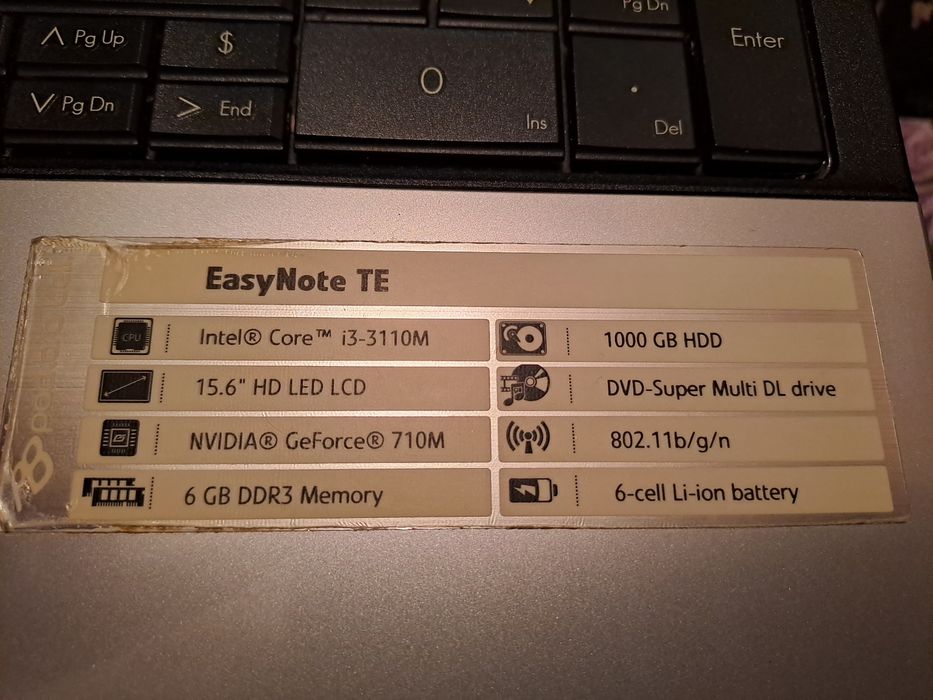 Pg Dn
Pg Up
$
Enter
0
Pg Dn
End
Ins
.
Del
EasyNote TE
CPU
Intel® Core™ i3-3110M
1000 GB HDD
15.6" HD LED LCD
DVD-Super Multi DL drive
NVIDIA® GeForce® 710M
802.11b/g/n
6 GB DDR3 Memory
6-cell Li-ion battery